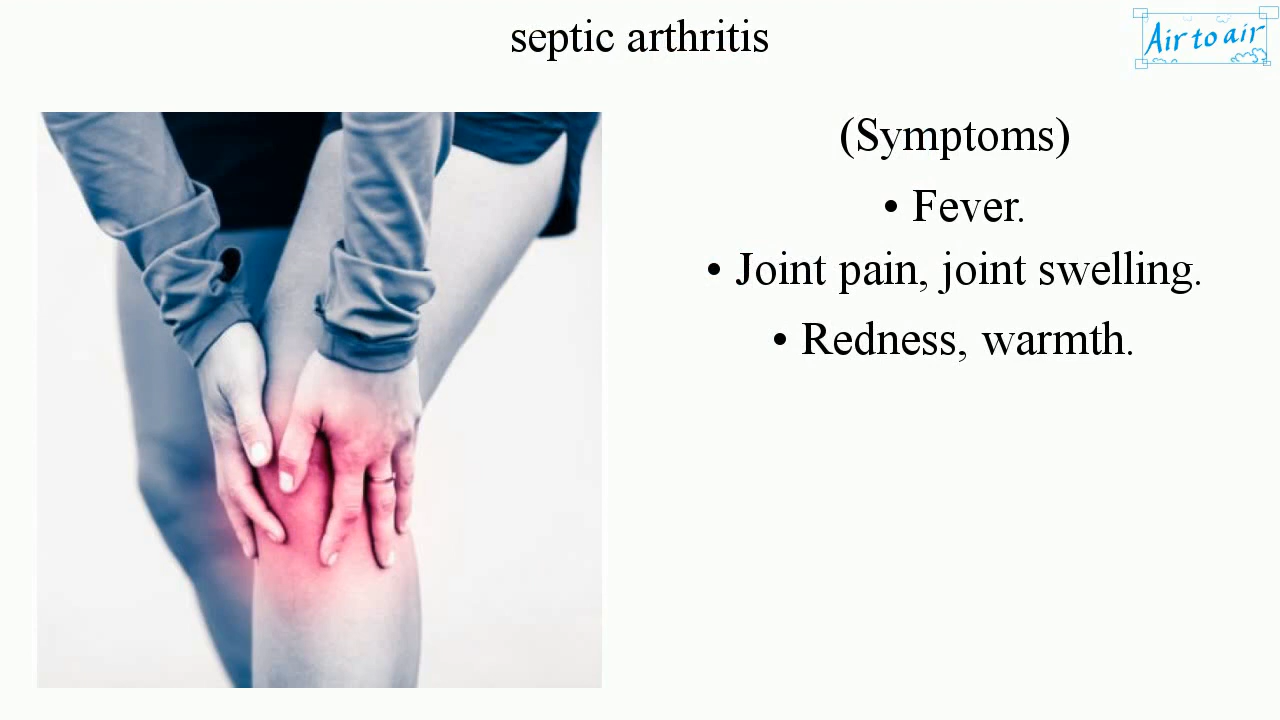 septic arthritis
Air to air
(Symptoms)
• Fever.
• Joint pain, joint swelling.
• Redness, warmth.